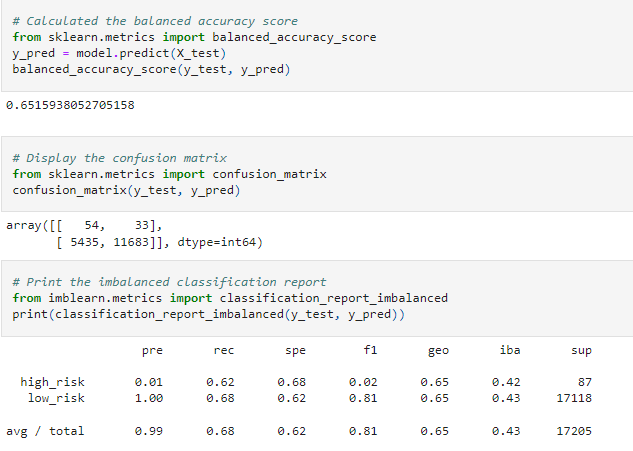 # Calculated the balanced accuracy score
from sklearn.metrics import balanced_accuracy_score
y_pred = model.predict(X_test)
balanced_accuracy_score(y_test, y_pred)
0.6515938052705158
# Display the confusion matrix
from sklearn.metrics import confusion_matrix
confusion_matrix(y_test, y_pred)
array([[   54,    33],
       [ 5435, 11683]], dtype=int64)
# Print the imbalanced classification report
from imblearn.metrics import classification_report_imbalanced
print(classification_report_imbalanced(y_test, y_pred))
                  pre       rec       spe        f1       geo       iba       sup
  high_risk       0.01      0.62      0.68      0.02      0.65      0.42        87
   low_risk       1.00      0.68      0.62      0.81      0.65      0.43     17118
avg / total       0.99      0.68      0.62      0.81      0.65      0.43     17205